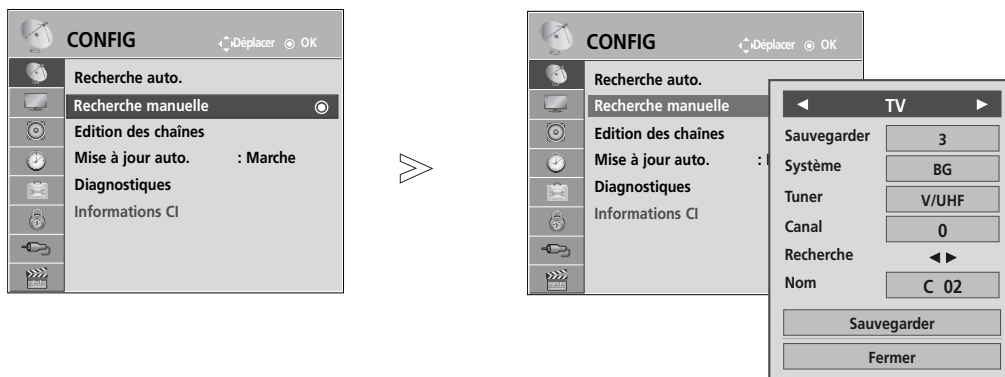 CONFIG
Déplacer OK
Recherche auto.
Recherche manuelle
Edition des chaînes
Mise à jour auto. : Marche
Diagnostiques
Informations CI
CONFIG
Déplacer OK
Recherche auto.
Recherche manuelle
Edition des chaînes
Mise à jour auto. :
Diagnostiques
Informations CI
TV
Sauvegarder 3
Système BG
Tuner V/UHF
Canal 0
Recherche
Nom C 02
Sauvegarder
Fermer